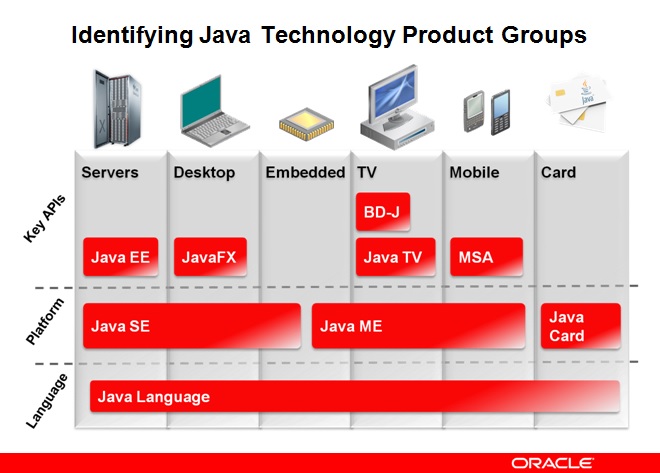 Identifying Java Technology Product Groups
Java
Servers
Desktop
Embedded
TV
Mobile
Card
Key APIs
BD-J
Java EE
JavaFX
Java TV
MSA
Platform
Java SE
Java ME
Java
Card
Language
Java Language
ORACLE